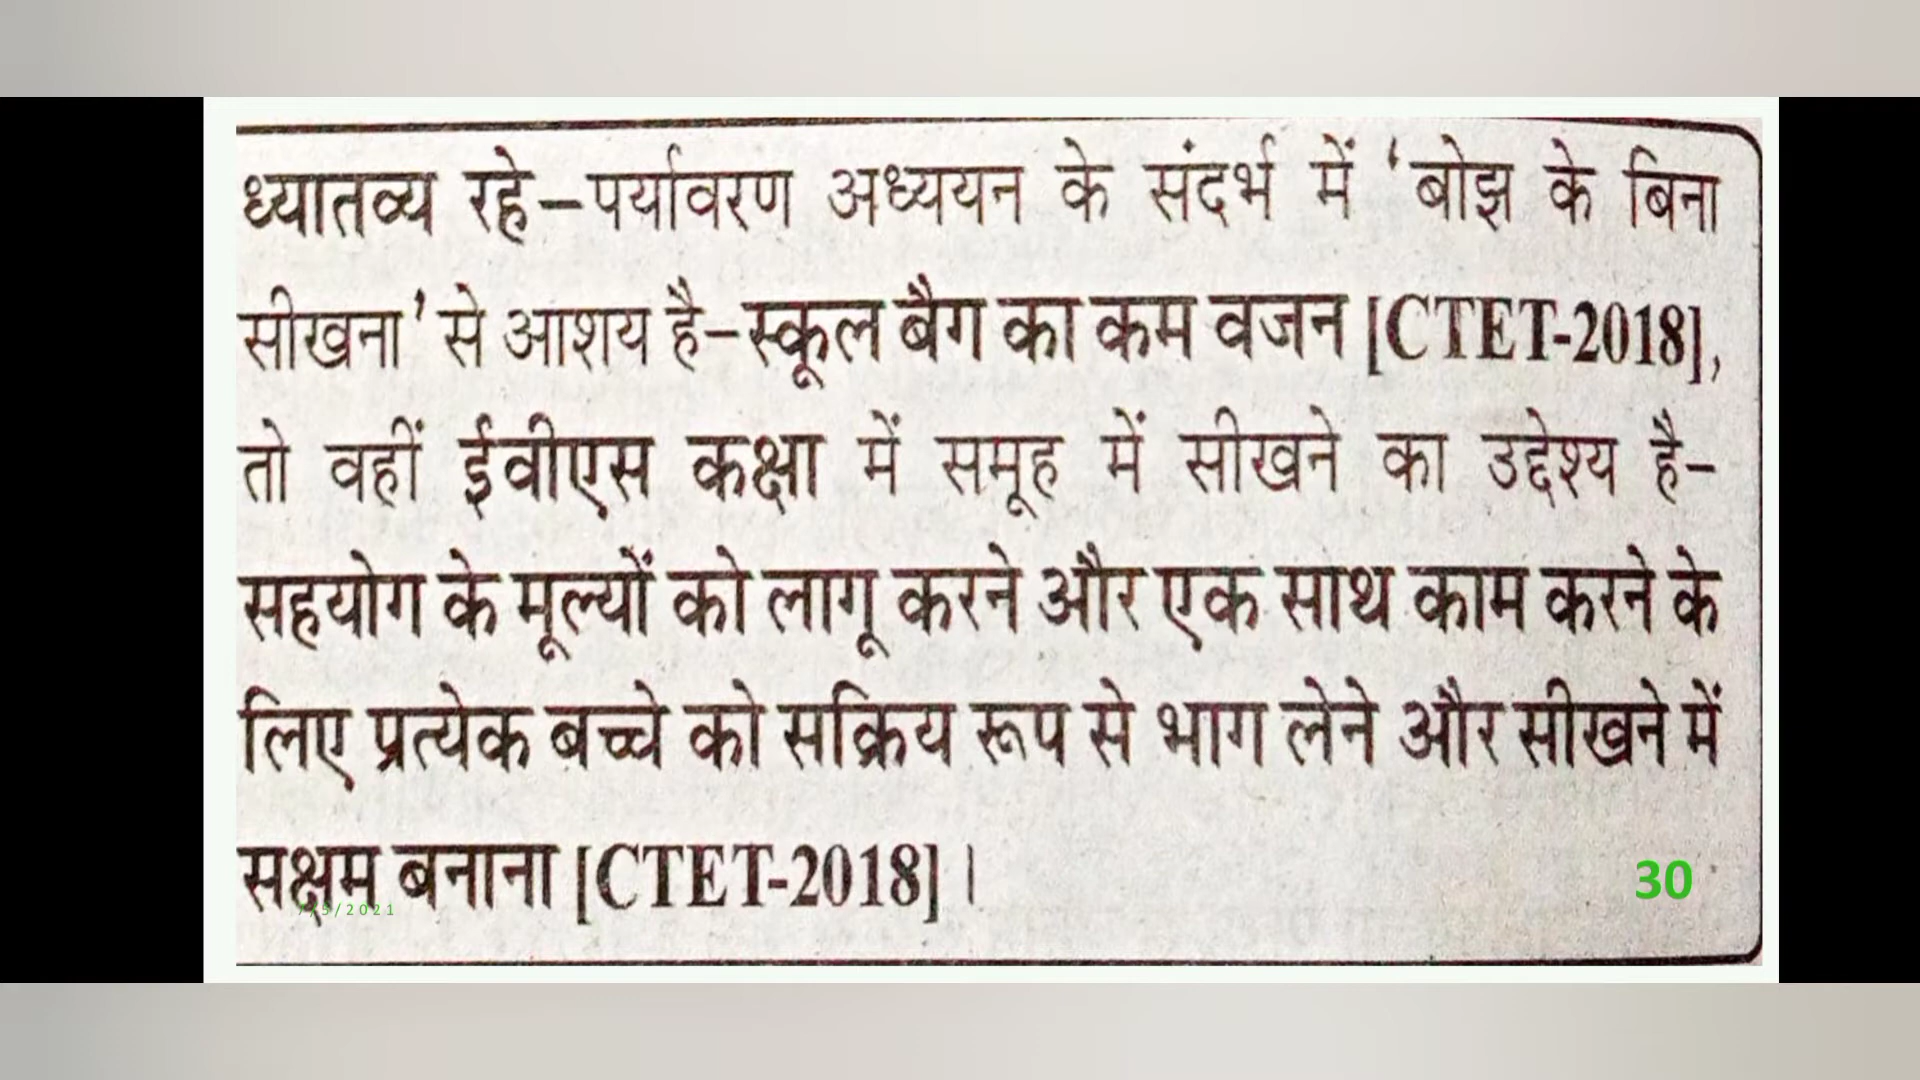 ध्यातव्य रहे–पर्यावरण अध्ययन के संदर्भ में ‘बोझ के बिना
सीखना’ से आशय है–स्कूल बैग का कम वजन [CTET-2018],
तो वहीं ईवीएस कक्षा में समूह में सीखने का उद्देश्य है–
सहयोग के मूल्यों को लागू करने और एक साथ काम करने के
लिए प्रत्येक बच्चे को सक्रिय रूप से भाग लेने और सीखने में
सक्षम बनाना [CTET-2018]।
30